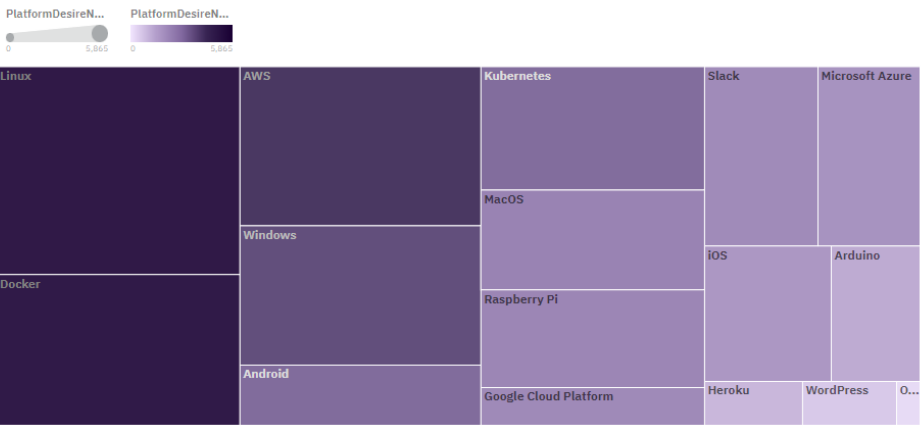 PlatformDesireN... PlatformDesireN...
0 5,865 0 5,865
Linux AWS Kubernetes Slack Microsoft Azure
MacOS
Windows
iOS Arduino
Docker
Raspberry Pi
Android
Heroku WordPress O...
Google Cloud Platform